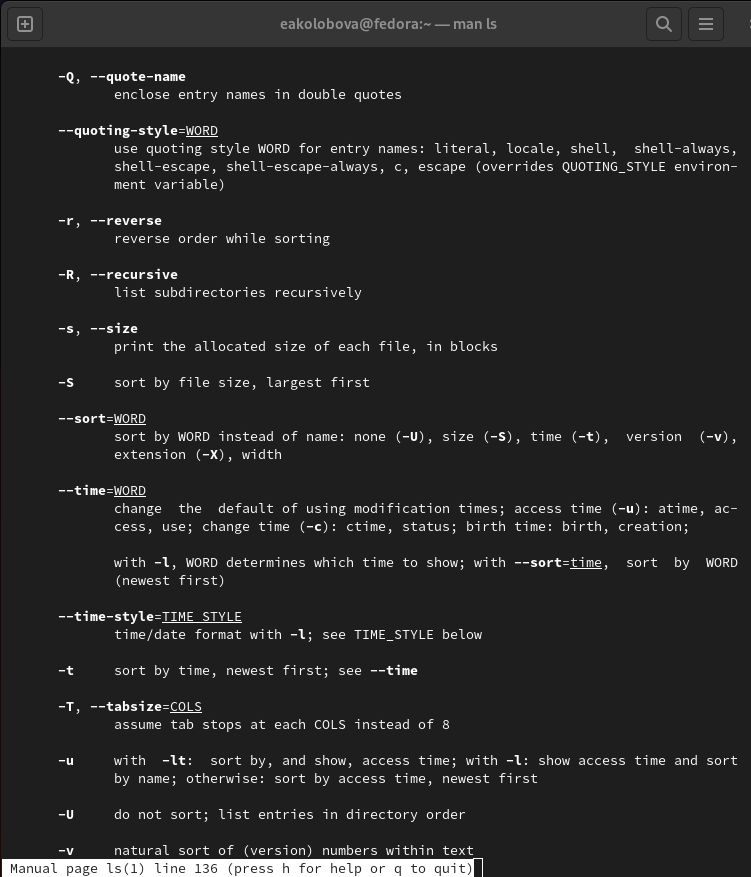 eakolobova@fedora:~ — man ls
-Q, --quote-name
enclose entry names in double quotes
--quoting-style=WORD
use quoting style WORD for entry names: literal, locale, shell,  shell-always,
shell-escape, shell-escape-always, c, escape (overrides QUOTING_STYLE environ-
ment variable)
-r, --reverse
reverse order while sorting
-R, --recursive
list subdirectories recursively
-s, --size
print the allocated size of each file, in blocks
-S     sort by file size, largest first
--sort=WORD
sort by WORD instead of name: none (-U), size (-S), time (-t),  version  (-v),
extension (-X), width
--time=WORD
change  the  default of using modification times; access time (-u): atime, ac-
cess, use; change time (-c): ctime, status; birth time: birth, creation;
with -l, WORD determines which time to show; with --sort=time,  sort  by  WORD
(newest first)
--time-style=TIME_STYLE
time/date format with -l; see TIME_STYLE below
-t     sort by time, newest first; see --time
-T, --tabsize=COLS
assume tab stops at each COLS instead of 8
-u     with  -lt:  sort by, and show, access time; with -l: show access time and sort
by name; otherwise: sort by access time, newest first
-U     do not sort; list entries in directory order
-v     natural sort of (version) numbers within text
Manual page ls(1) line 136 (press h for help or q to quit)